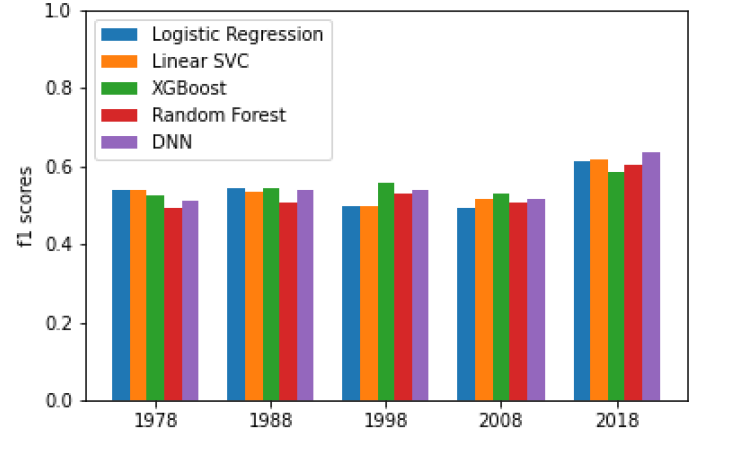 1.0
0.8
0.6
0.4
0.2
0.0
f1 scores
Logistic Regression
Linear SVC
XGBoost
Random Forest
DNN
1978 1988 1998 2008 2018